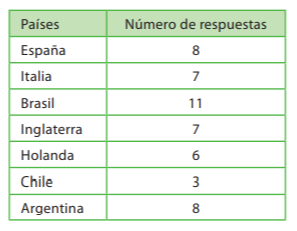 Países Número de respuestas
España 8
Italia 7
Brasil 11
Inglaterra 7
Holanda 6
Chile 3
Argentina 8